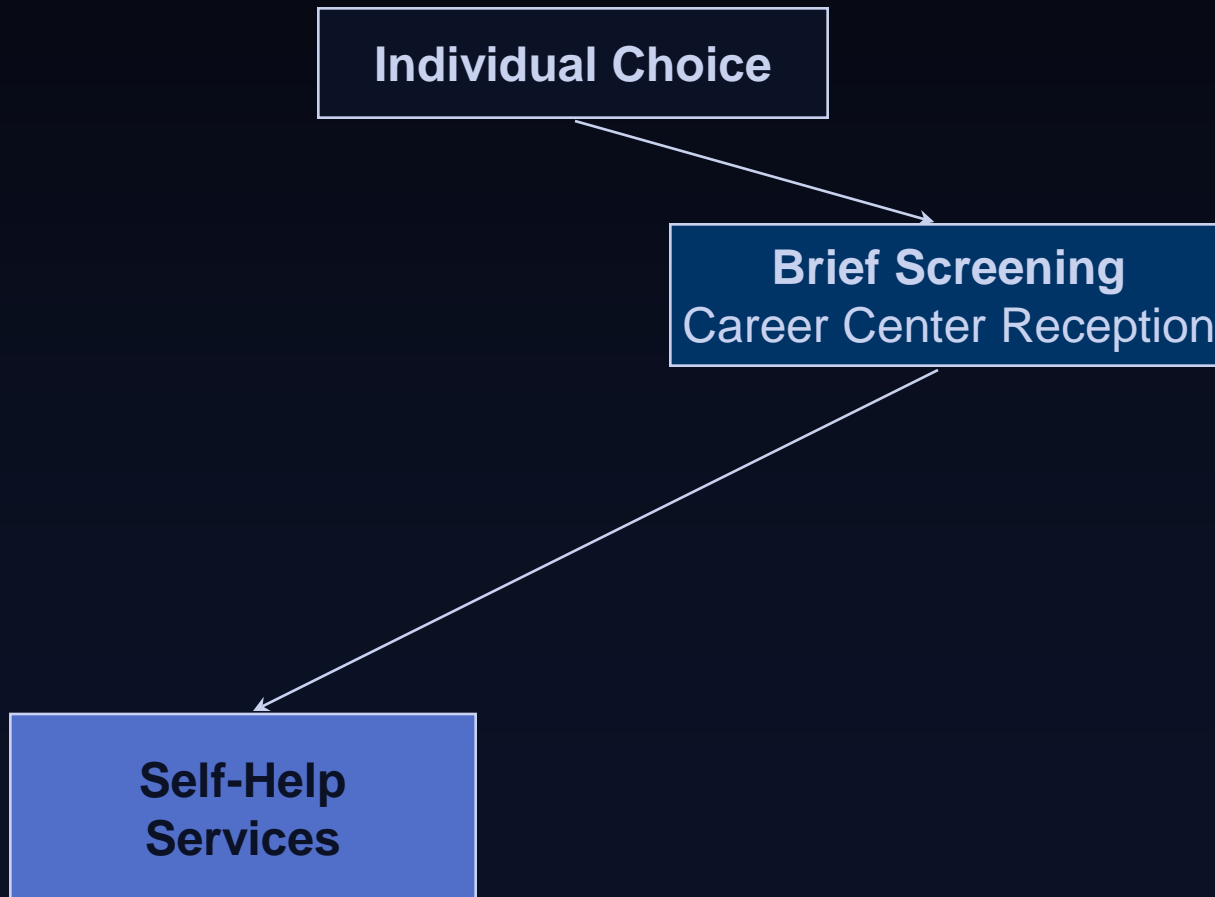 Individual Choice
Brief Screening
Career Center Reception
Self-Help
Services